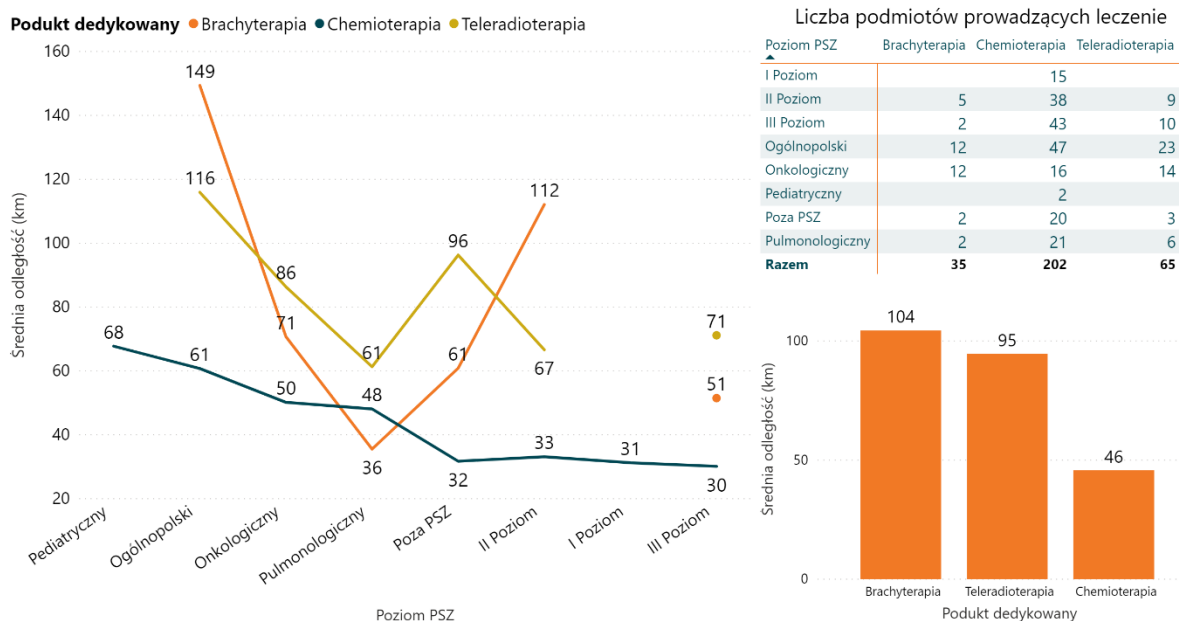 Podukt dedykowany Brachyterapia Chemioterapia Teleradioterapia
160
140
120
100
80
60
40
20
Średnia odległość (km)
149
116
112
96
86
71
61
67
68
61
50
48
36
61
32
33
31
30
71
51
Pediatryczny
Ogólnopolski
Onkologiczny
Pulmonologiczny
Poza PSZ
II Poziom
I Poziom
III Poziom
Poziom PSZ
Liczba podmiotów prowadzących leczenie
Poziom PSZ Brachyterapia Chemioterapia Teleradioterapia
I Poziom 15
II Poziom 5 38 9
III Poziom 2 43 10
Ogólnopolski 12 47 23
Onkologiczny 12 16 14
Pediatryczny 2
Poza PSZ 2 20 3
Pulmonologiczny 2 21 6
Razem 35 202 65
Średnia odległość (km)
100
50
0
104
95
46
Brachyterapia Teleradioterapia Chemioterapia
Podukt dedykowany